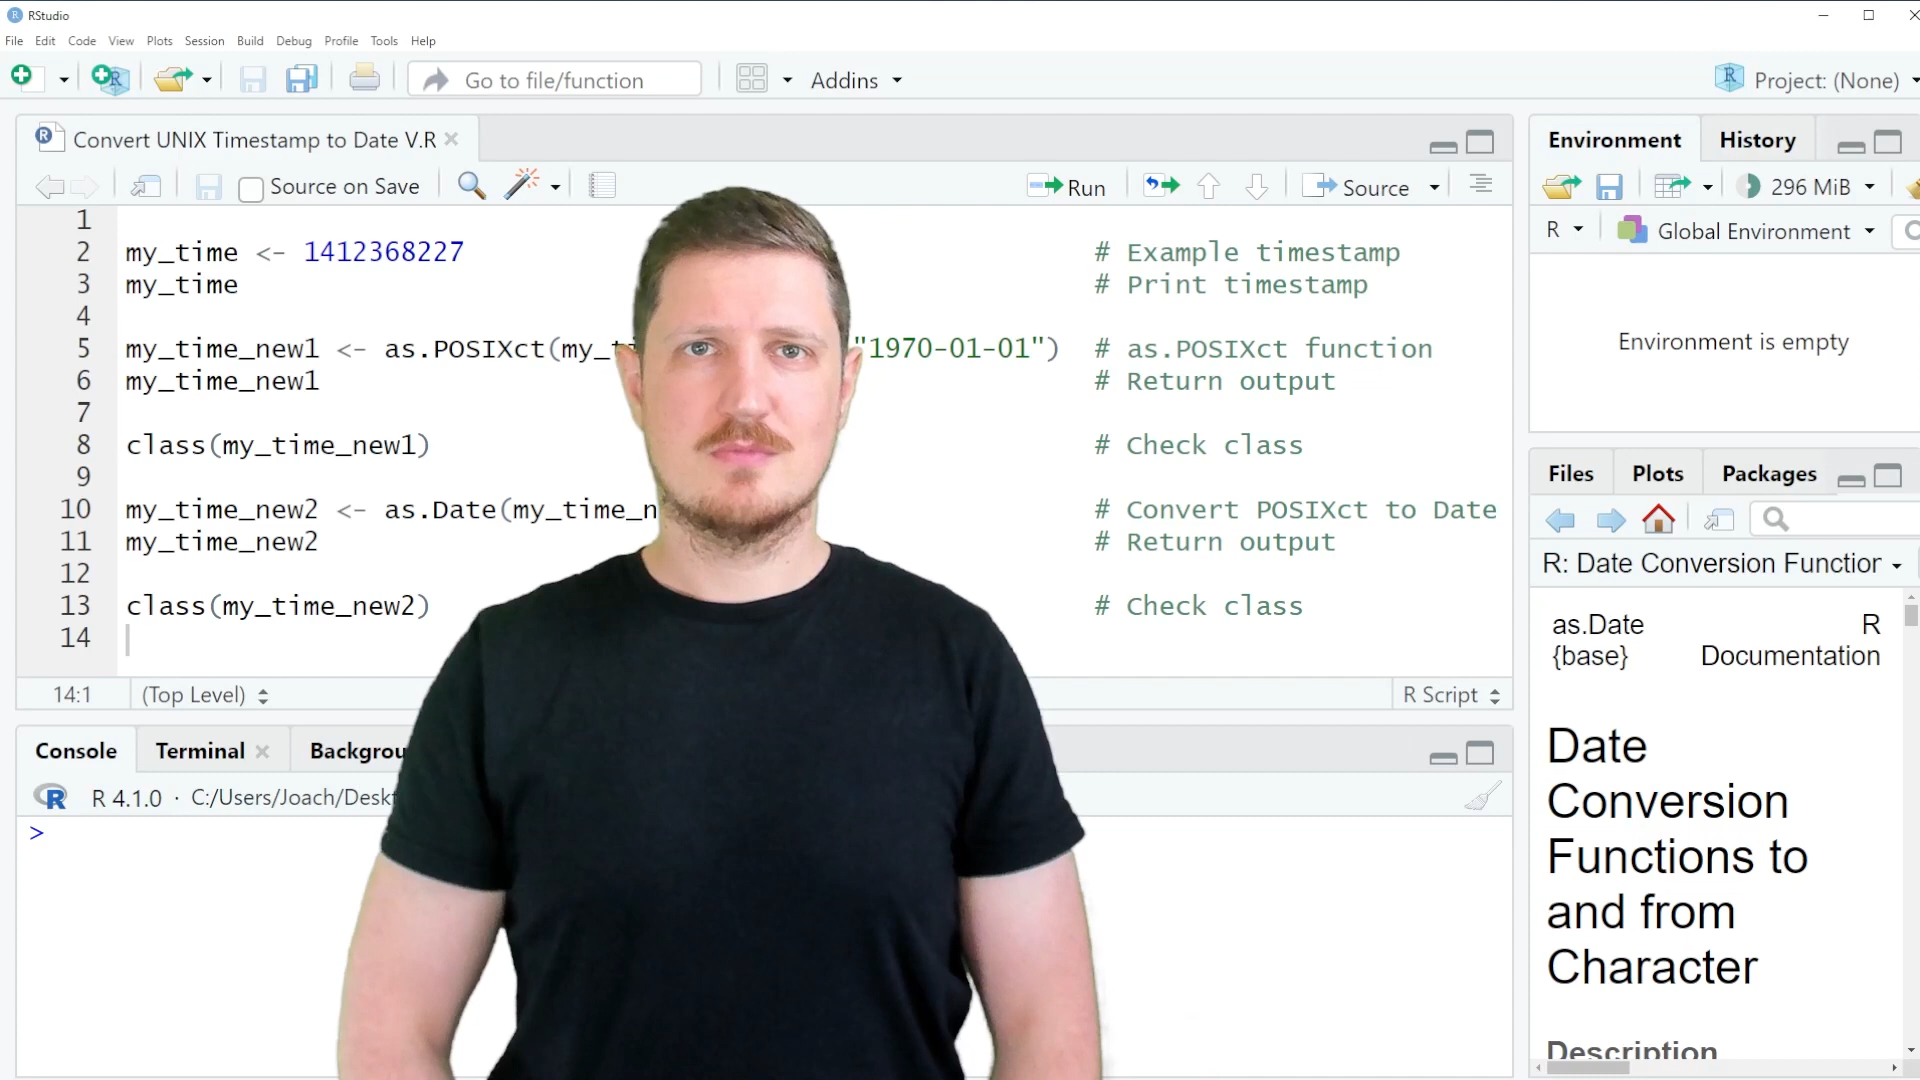 RStudio
File Edit Code View Plots Session Build Debug Profile Tools Help
Go to file/function Addins Project: (None)
Convert UNIX Timestamp to Date V.R
Source on Save Run Source
1
2 my_time <- 1412368227 # Example timestamp
3 my_time # Print timestamp
4
5 my_time_new1 <- as.POSIXct(my_t "1970-01-01") # as.POSIXct function
6 my_time_new1 # Return output
7
8 class(my_time_new1) # Check class
9
10 my_time_new2 <- as.Date(my_time_n # Convert POSIXct to Date
11 my_time_new2 # Return output
12
13 class(my_time_new2) # Check class
14
14:1 (Top Level) R Script
Console Terminal Backgrou
R 4.1.0 · C:/Users/Joach/Deskt
>
Environment History
296 MiB
R Global Environment
Environment is empty
Files Plots Packages
R: Date Conversion Function
as.Date R
{base} Documentation
Date
Conversion
Functions to
and from
Character
Description